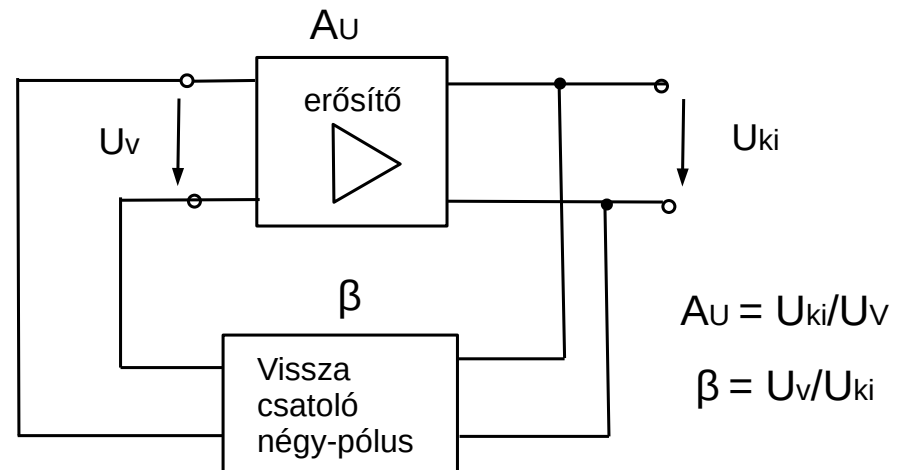 AU
erősítő
Uv
Uki
β
AU = Uki/UV
Vissza
csatoló
négy-pólus
β = Uv/Uki